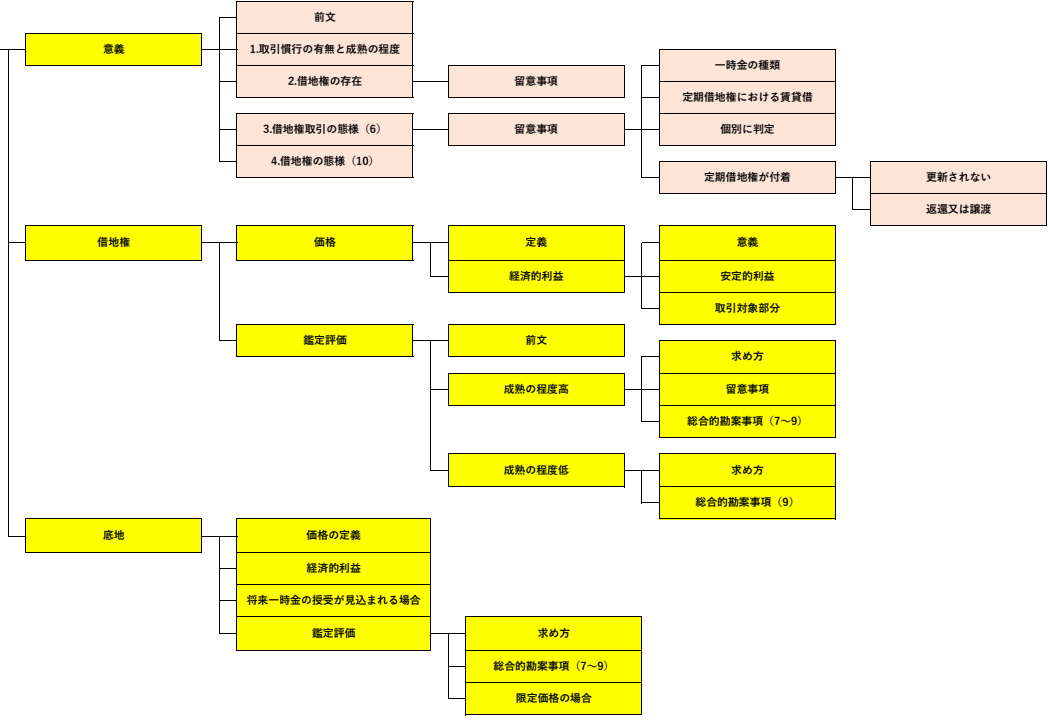 意義
前文
1.取引慣行の有無と成熟の程度
2.借地権の存在
留意事項
3.借地権取引の態様（6）
留意事項
4.借地権の態様（10）
一時金の種類
定期借地権における賃貸借
個別に判定
定期借地権が付着
更新されない
返還又は譲渡
借地権
価格
定義
経済的利益
意義
安定的利益
取引対象部分
鑑定評価
前文
成熟の程度高
求め方
留意事項
総合的勘案事項（7～9）
成熟の程度低
求め方
総合的勘案事項（9）
底地
価格の定義
経済的利益
将来一時金の授受が見込まれる場合
鑑定評価
求め方
総合的勘案事項（7～9）
限定価格の場合